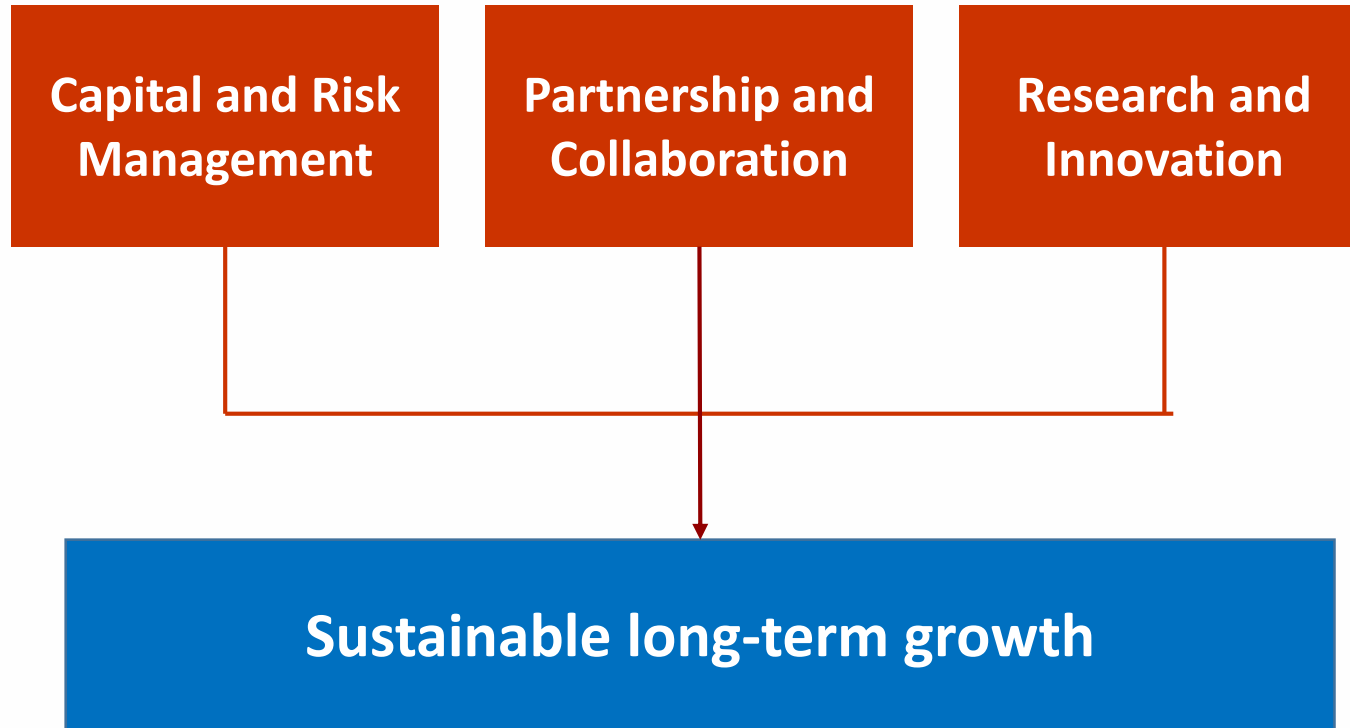 Capital and Risk
Management
Partnership and
Collaboration
Research and
Innovation
Sustainable long-term growth